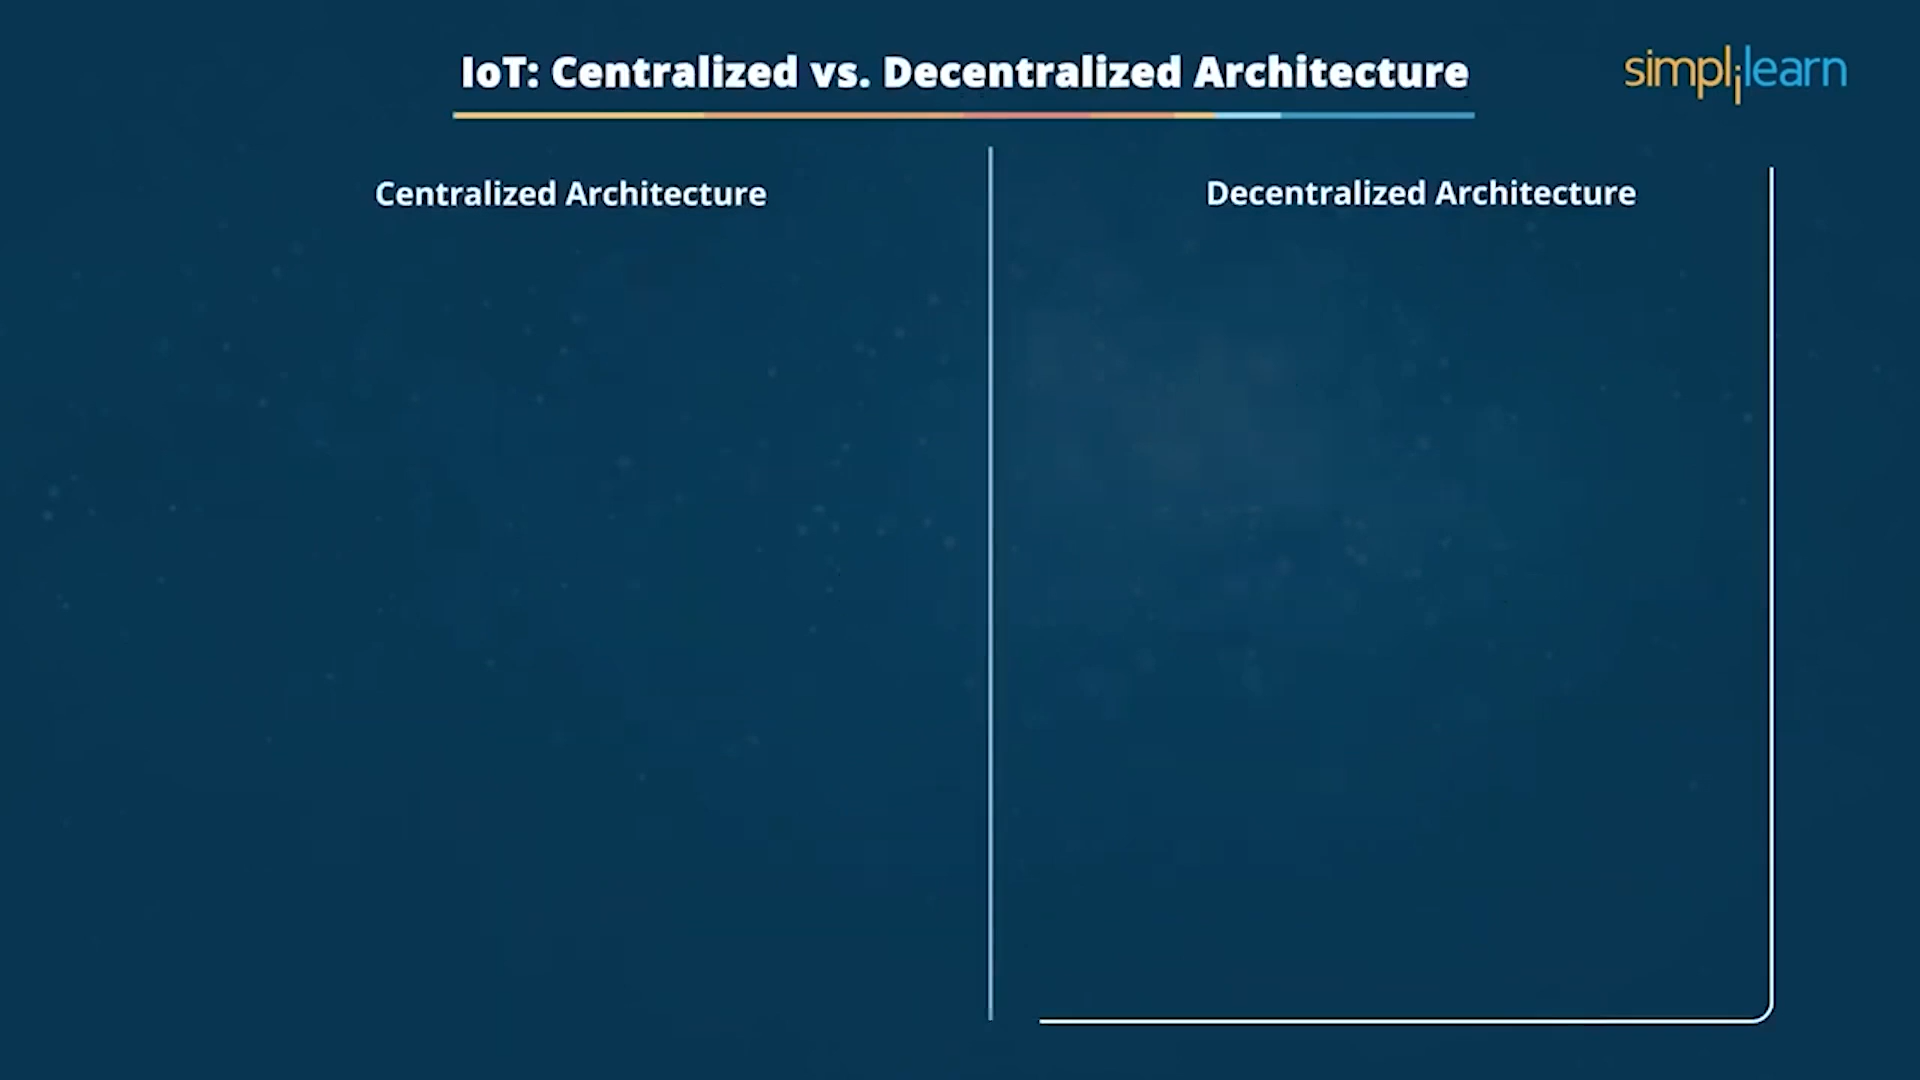 IoT: Centralized vs. Decentralized Architecture
simplilearn
Centralized Architecture
Decentralized Architecture